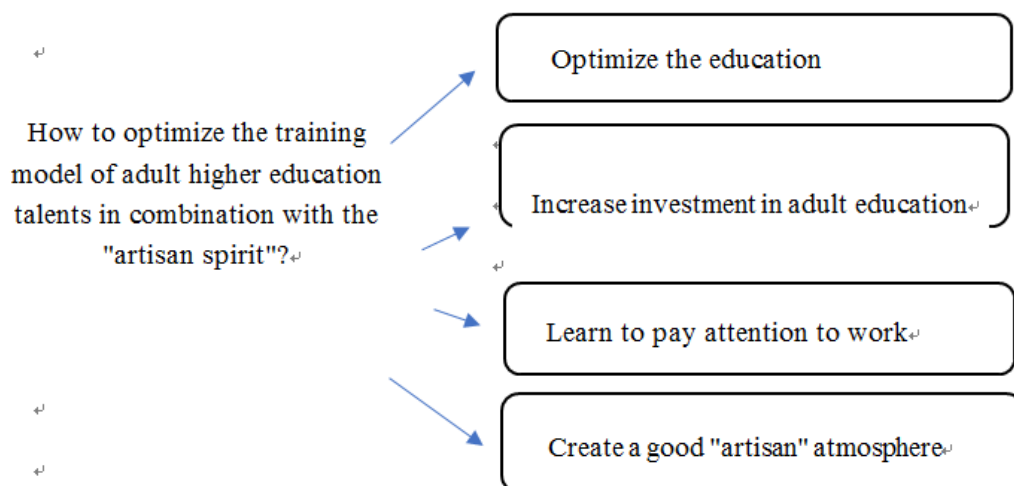 How to optimize the training
model of adult higher education
talents in combination with the
"artisan spirit"?
Optimize the education
Increase investment in adult education
Learn to pay attention to work
Create a good "artisan" atmosphere